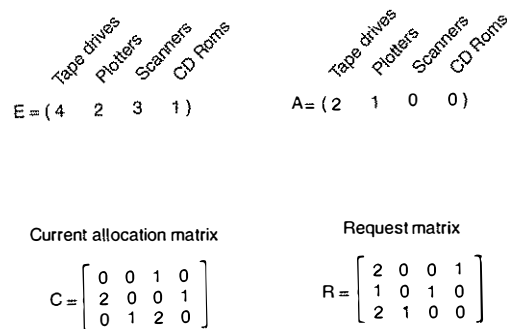 Tape drives Plotters Scanners CD Roms
E = ( 4 2 3 1 )
Tape drives Plotters Scanners CD Roms
A = ( 2 1 0 0 )
Current allocation matrix
C = [ 0 0 1 0
2 0 0 1
0 1 2 0 ]
Request matrix
R = [ 2 0 0 1
1 0 1 0
2 1 0 0 ]